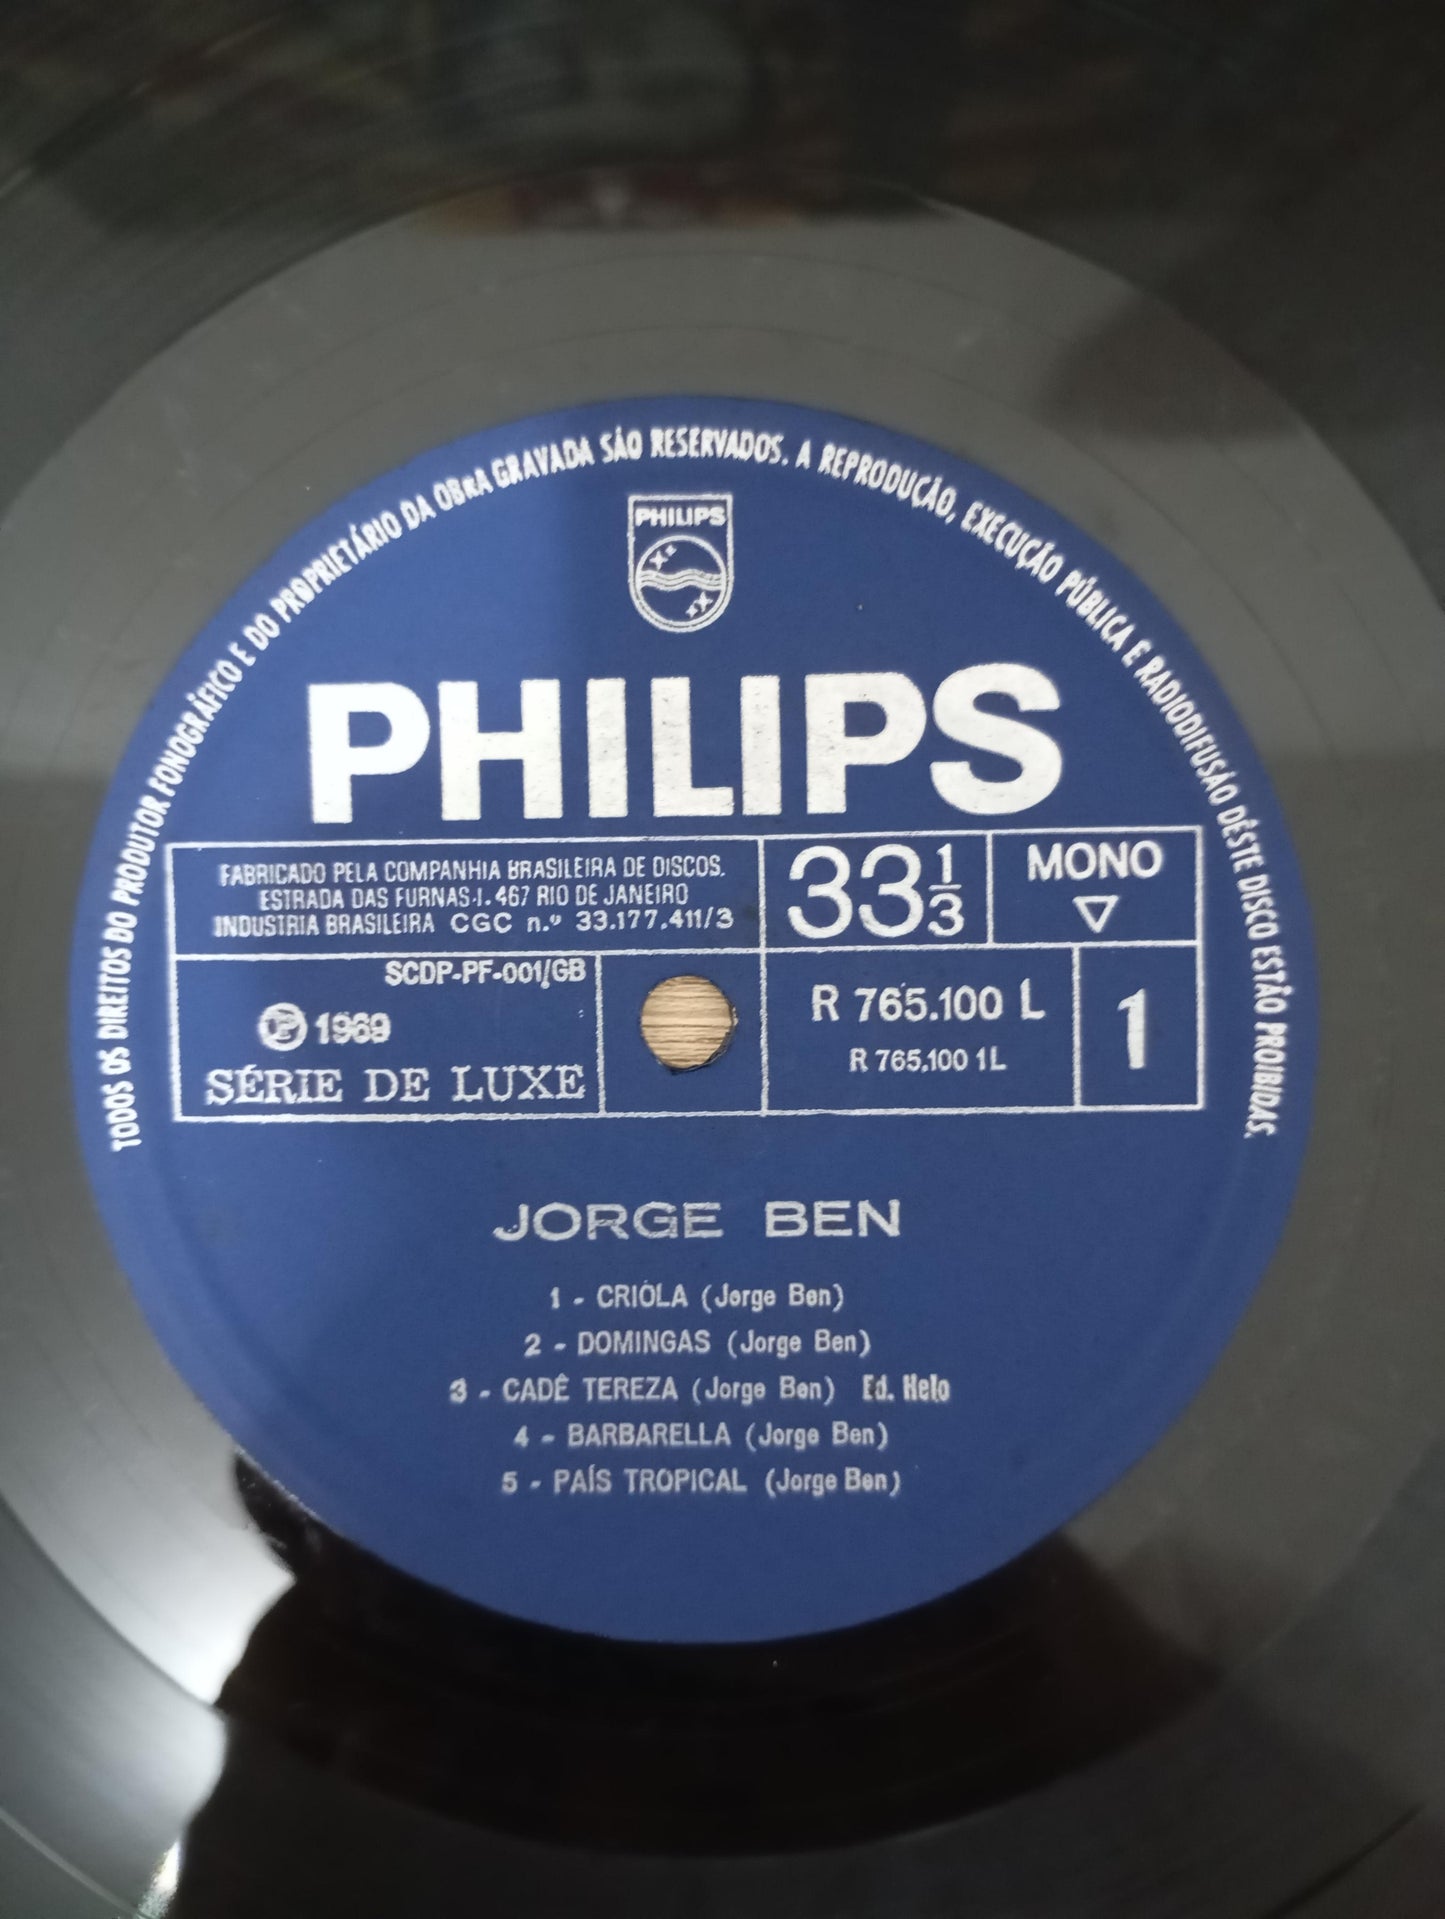 TODOS OS DIREITOS DO PRODUTOR FONOGRÁFICO E DO PROPRIETÁRIO DA OBRA GRAVADA SÃO RESERVADOS. A REPRODUÇÃO, EXECUÇÃO PÚBLICA E RADIODIFUSÃO DÊSTE DISCO ESTÃO PROIBIDAS.
PHILIPS
PHILIPS
FABRICADO PELA COMPANHIA BRASILEIRA DE DISCOS.
ESTRADA DAS FURNAS-I. 467 RIO DE JANEIRO
INDUSTRIA BRASILEIRA CGC n.º 33.177.411/3
33 1/3
MONO
SCDP-PF-001/GB
Ⓟ 1969
SÉRIE DE LUXE
R 765.100 L
R 765.100 1L
1
JORGE BEN
1 - CRIÓLA (Jorge Ben)
2 - DOMINGAS (Jorge Ben)
3 - CADÊ TEREZA (Jorge Ben) Ed. Helo
4 - BARBARELLA (Jorge Ben)
5 - PAÍS TROPICAL (Jorge Ben)